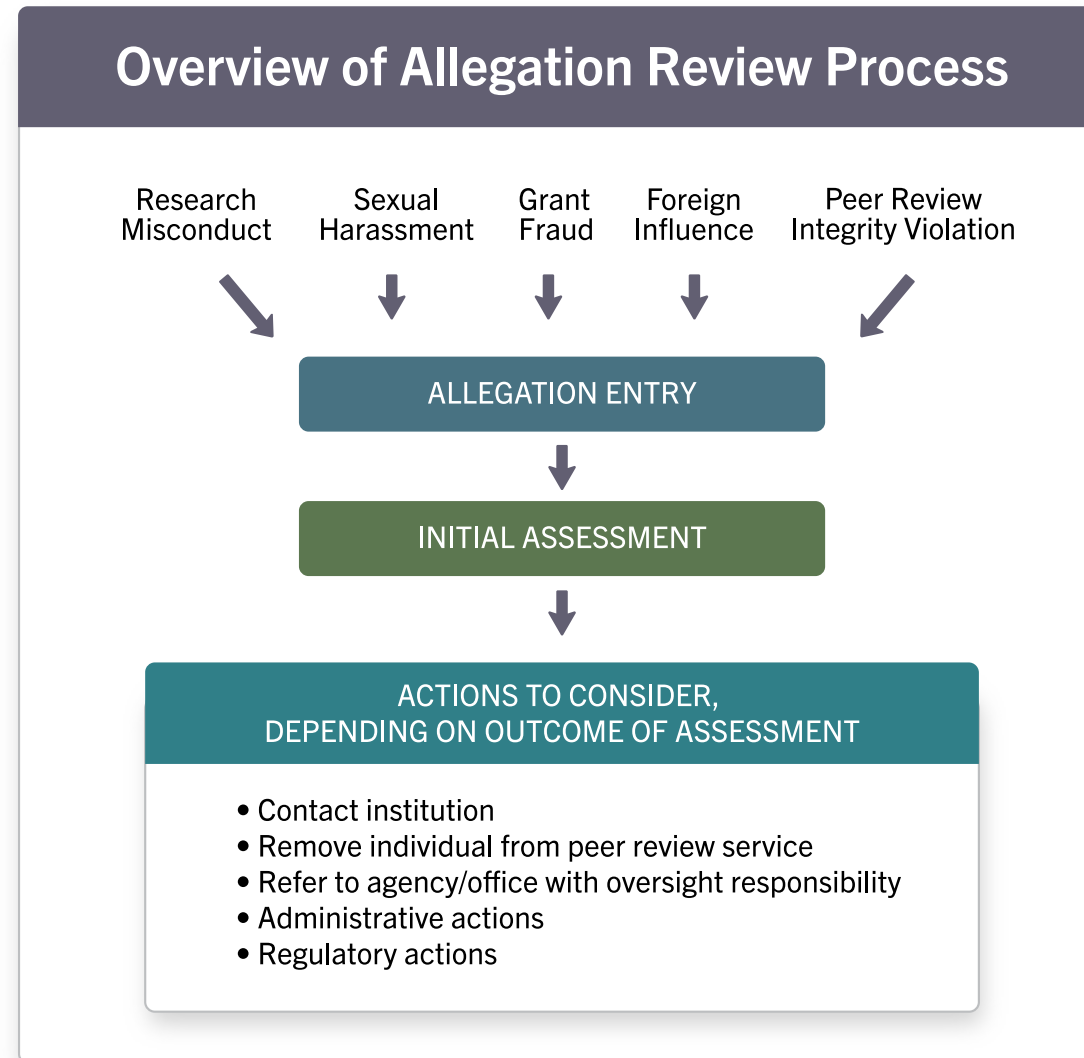 Overview of Allegation Review Process
Research
Misconduct
Sexual
Harassment
Grant
Fraud
Foreign
Influence
Peer Review
Integrity Violation
ALLEGATION ENTRY
INITIAL ASSESSMENT
ACTIONS TO CONSIDER,
DEPENDING ON OUTCOME OF ASSESSMENT
• Contact institution
• Remove individual from peer review service
• Refer to agency/office with oversight responsibility
• Administrative actions
• Regulatory actions